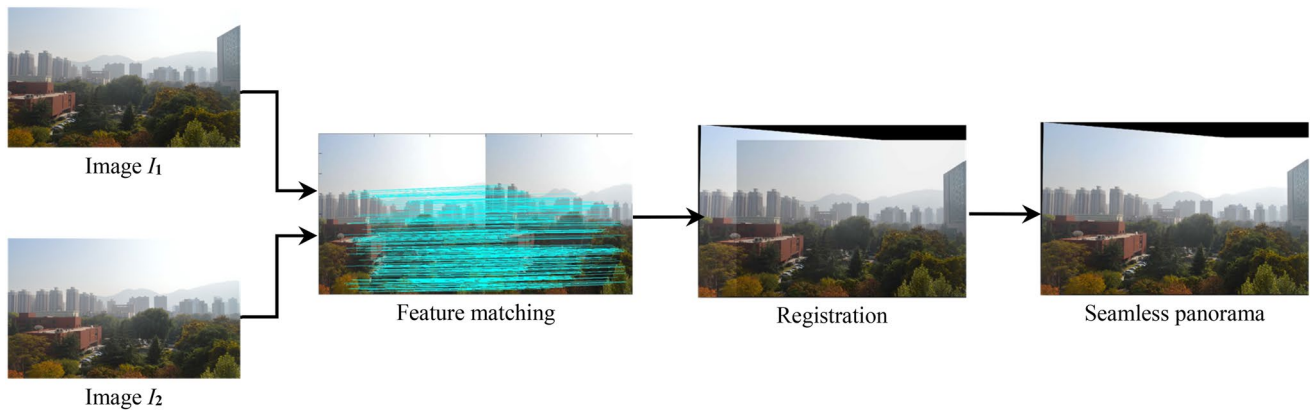 Image I₁
Feature matching
Registration
Seamless panorama
Image I₂